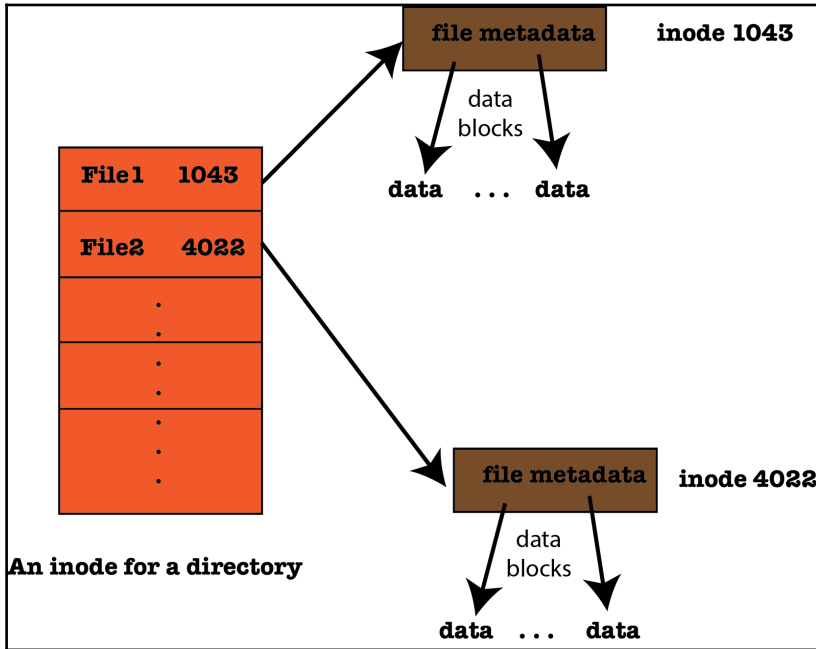 file metadata
inode 1043
data
blocks
data ... data
File1 1043
File2 4022
file metadata
inode 4022
data
blocks
data ... data
An inode for a directory